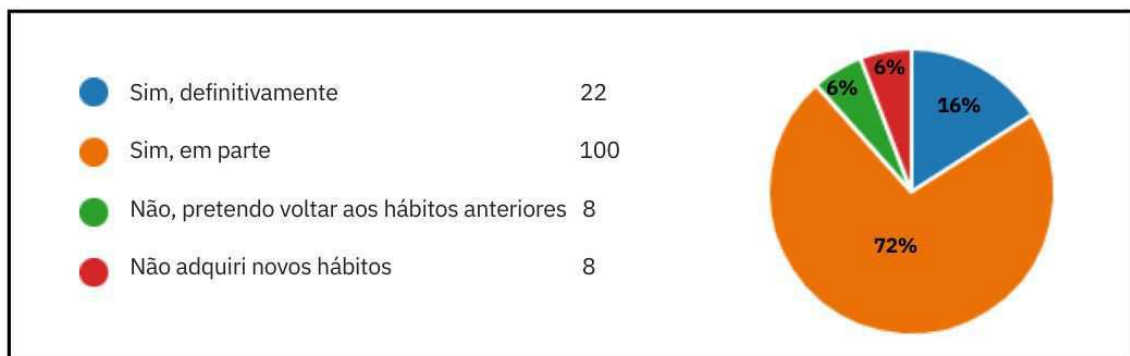 Sim, definitivamente 22
Sim, em parte 100
Não, pretendo voltar aos hábitos anteriores 8
Não adquiri novos hábitos 8
6%
6%
16%
72%